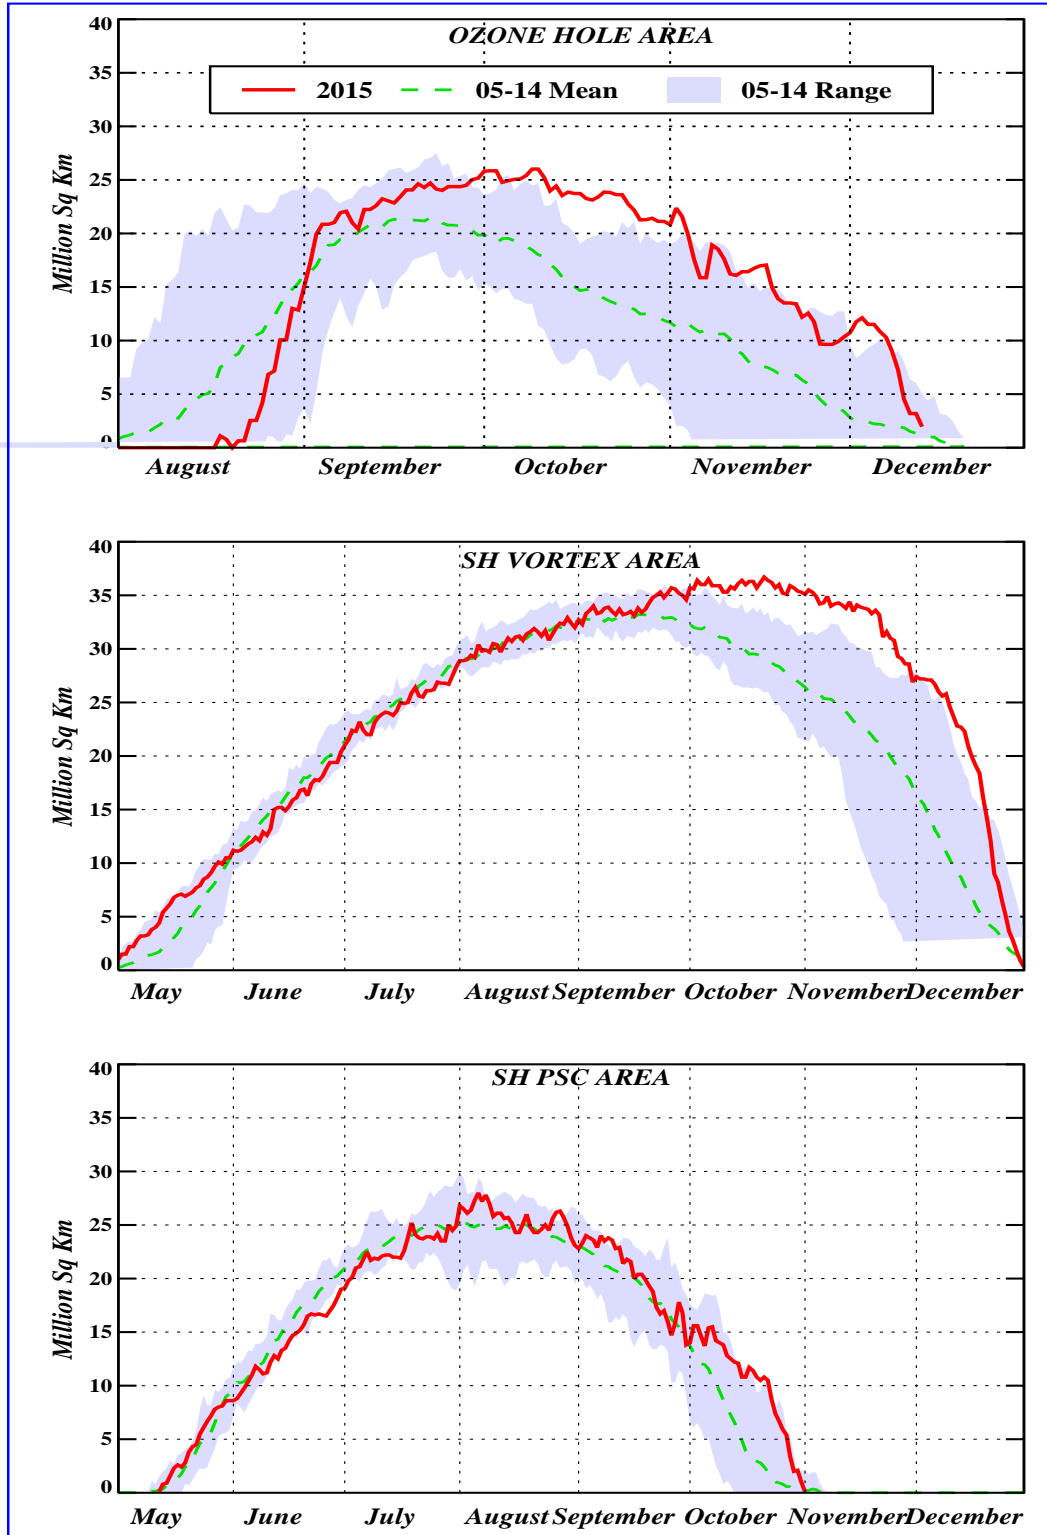 OZONE HOLE AREA
2015
05-14 Mean
05-14 Range
Million Sq Km
40
35
30
25
20
15
10
5
0
August
September
October
November
December
SH VORTEX AREA
Million Sq Km
40
35
30
25
20
15
10
5
0
May
June
July
August
September
October
November
December
SH PSC AREA
Million Sq Km
40
35
30
25
20
15
10
5
0
May
June
July
August
September
October
November
December